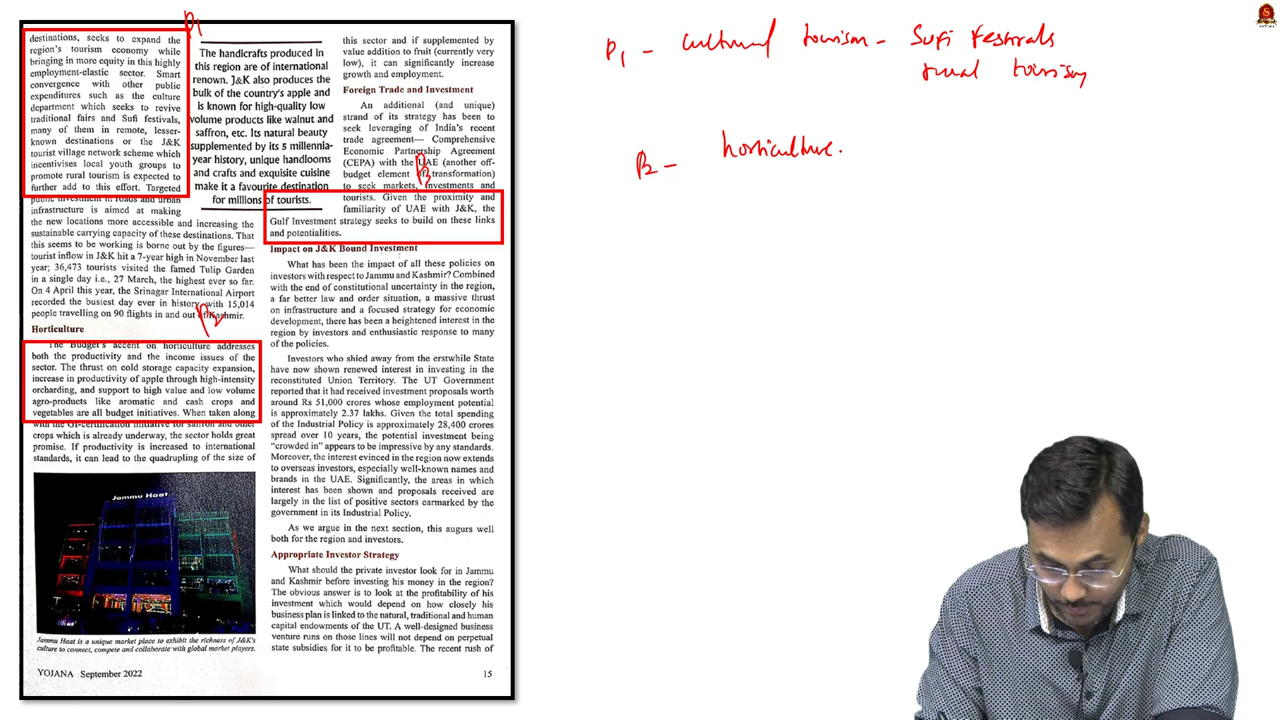 P1
destinations, seeks to expand the
region's tourism economy while
bringing in more equity in this highly
employment-elastic sector. Smart
convergence with other public
expenditures such as the culture
department which seeks to revive
traditional fairs and Sufi festivals,
many of them in remote, lesser-
known destinations or the J&K
tourist village network scheme which
incentivises local youth groups to
promote rural tourism is expected to
further add to this effort. Targeted
public investment in roads and urban
infrastructure is aimed at making
the new locations more accessible and increasing the
sustainable carrying capacity of these destinations. That
this seems to be working is borne out by the figures—
tourist inflow in J&K hit a 7-year high in November last
year; 36,473 tourists visited the famed Tulip Garden
in a single day i.e., 27 March, the highest ever so far.
On 4 April this year, the Srinagar International Airport
recorded the busiest day ever in history, with 15,014
people travelling on 90 flights in and out of Kashmir.
P2
Horticulture
The Budget's accent on horticulture addresses
both the productivity and the income issues of the
sector. The thrust on cold storage capacity expansion,
increase in productivity of apple through high-intensity
orcharding, and support to high value and low volume
agro-products like aromatic and cash crops and
vegetables are all budget initiatives. When taken along
with the GI-certification initiative for saffron and other
crops which is already underway, the sector holds great
promise. If productivity is increased to international
standards, it can lead to the quadrupling of the size of
Jammu Haat
Jammu Haat is a unique market place to exhibit the richness of J&K's
culture to connect, compete and collaborate with global market players.
YOJANA September 2022
The handicrafts produced in
this region are of international
renown. J&K also produces the
bulk of the country's apple and
is known for high-quality low
volume products like walnut and
saffron, etc. Its natural beauty
supplemented by its 5 millennia-
year history, unique handlooms
and crafts and exquisite cuisine
make it a favourite destination
for millions of tourists.
this sector and if supplemented by
value addition to fruit (currently very
low), it can significantly increase
growth and employment.
Foreign Trade and Investment
An additional (and unique)
strand of its strategy has been to
seek leveraging of India's recent
trade agreement— Comprehensive
Economic Partnership Agreement
(CEPA) with the UAE (another off-
budget element of transformation)
P3
to seek markets, investments and
tourists. Given the proximity and
familiarity of UAE with J&K, the
Gulf Investment strategy seeks to build on these links
and potentialities.
Impact on J&K Bound Investment
What has been the impact of all these policies on
investors with respect to Jammu and Kashmir? Combined
with the end of constitutional uncertainty in the region,
a far better law and order situation, a massive thrust
on infrastructure and a focused strategy for economic
development, there has been a heightened interest in the
region by investors and enthusiastic response to many
of the policies.
Investors who shied away from the erstwhile State
have now shown renewed interest in investing in the
reconstituted Union Territory. The UT Government
reported that it had received investment proposals worth
around Rs 51,000 crores whose employment potential
is approximately 2.37 lakhs. Given the total spending
of the Industrial Policy is approximately 28,400 crores
spread over 10 years, the potential investment being
"crowded in" appears to be impressive by any standards.
Moreover, the interest evinced in the region now extends
to overseas investors, especially well-known names and
brands in the UAE. Significantly, the areas in which
interest has been shown and proposals received are
largely in the list of positive sectors earmarked by the
government in its Industrial Policy.
As we argue in the next section, this augurs well
both for the region and investors.
Appropriate Investor Strategy
What should the private investor look for in Jammu
and Kashmir before investing his money in the region?
The obvious answer is to look at the profitability of his
investment which would depend on how closely his
business plan is linked to the natural, traditional and human
capital endowments of the UT. A well-designed business
venture runs on those lines will not depend on perpetual
state subsidies for it to be profitable. The recent rush of
15
P1 - cultural tourism - Sufi festivals
rural tourism
P2 - horticulture.